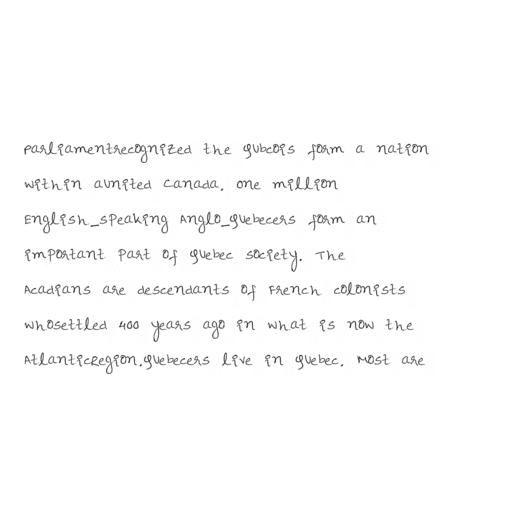 Parliamentrecognized the qubcois form a nation
within aunited canada. one million
English_speaking Anglo_quebecers form an
important part of quebec society. The
Acadians are descendants of French colonists
whosettled 400 years ago in what is now the
AtlanticRegion.quebecers live in quebec. Most are